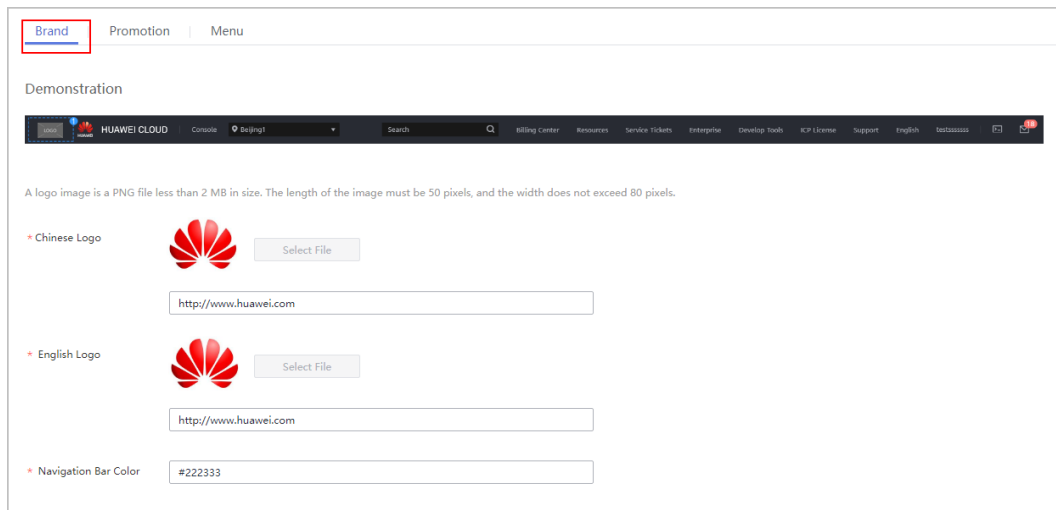 Brand Promotion Menu
Demonstration
LOGO 1 HUAWEI HUAWEI CLOUD Console Beijing1 Search Billing Center Resources Service Tickets Enterprise Develop Tools ICP License Support English 18
A logo image is a PNG file less than 2 MB in size. The length of the image must be 50 pixels, and the width does not exceed 80 pixels.
* Chinese Logo Select File
http://www.huawei.com
* English Logo Select File
http://www.huawei.com
* Navigation Bar Color #222333